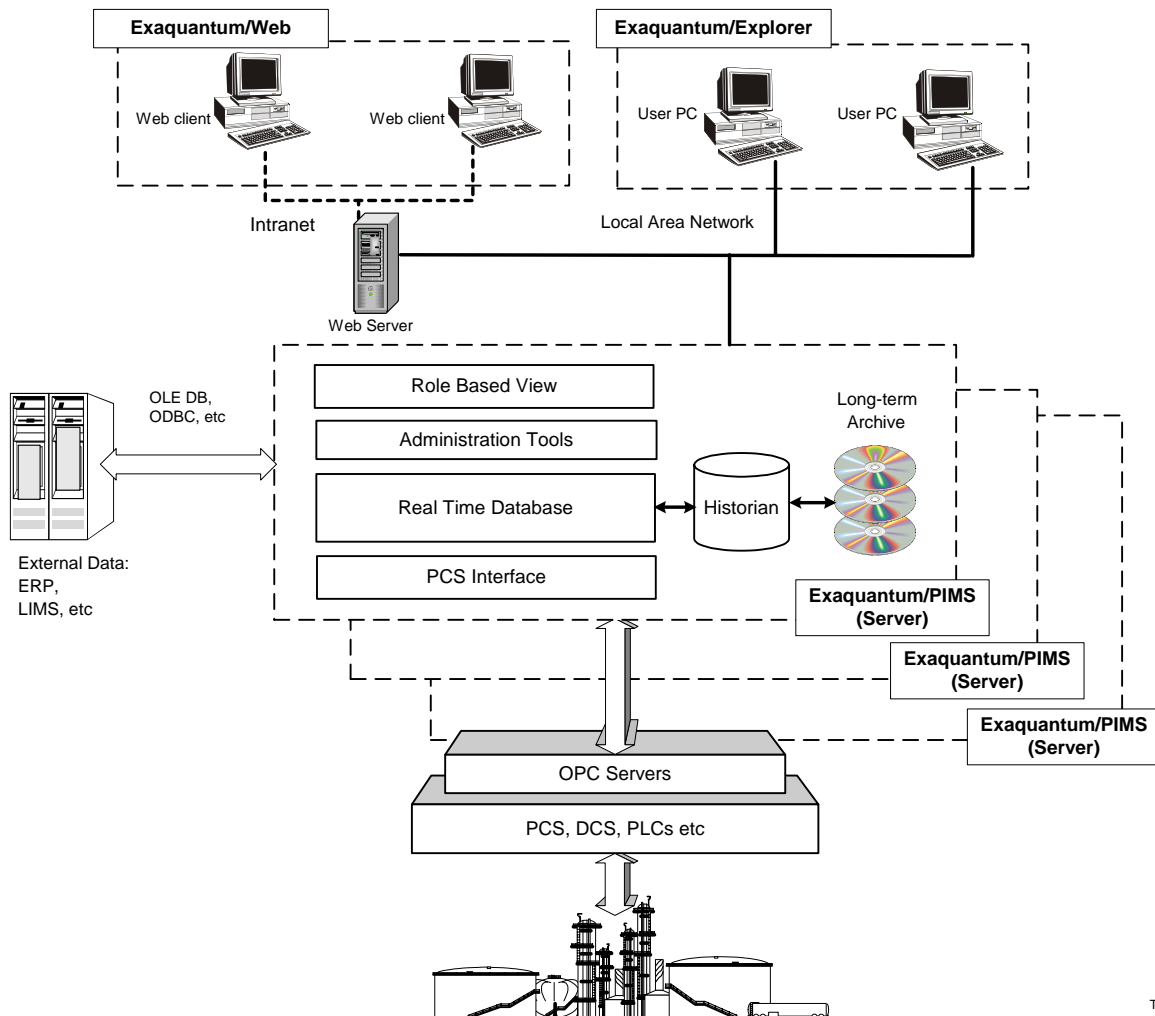 Exaquantum/Web
Exaquantum/Explorer
Web client
Web client
User PC
User PC
Intranet
Local Area Network
Web Server
OLE DB,
ODBC, etc
Role Based View
Administration Tools
Real Time Database
PCS Interface
Historian
Long-term
Archive
External Data:
ERP,
LIMS, etc
Exaquantum/PIMS
(Server)
Exaquantum/PIMS
(Server)
Exaquantum/PIMS
(Server)
OPC Servers
PCS, DCS, PLCs etc
T